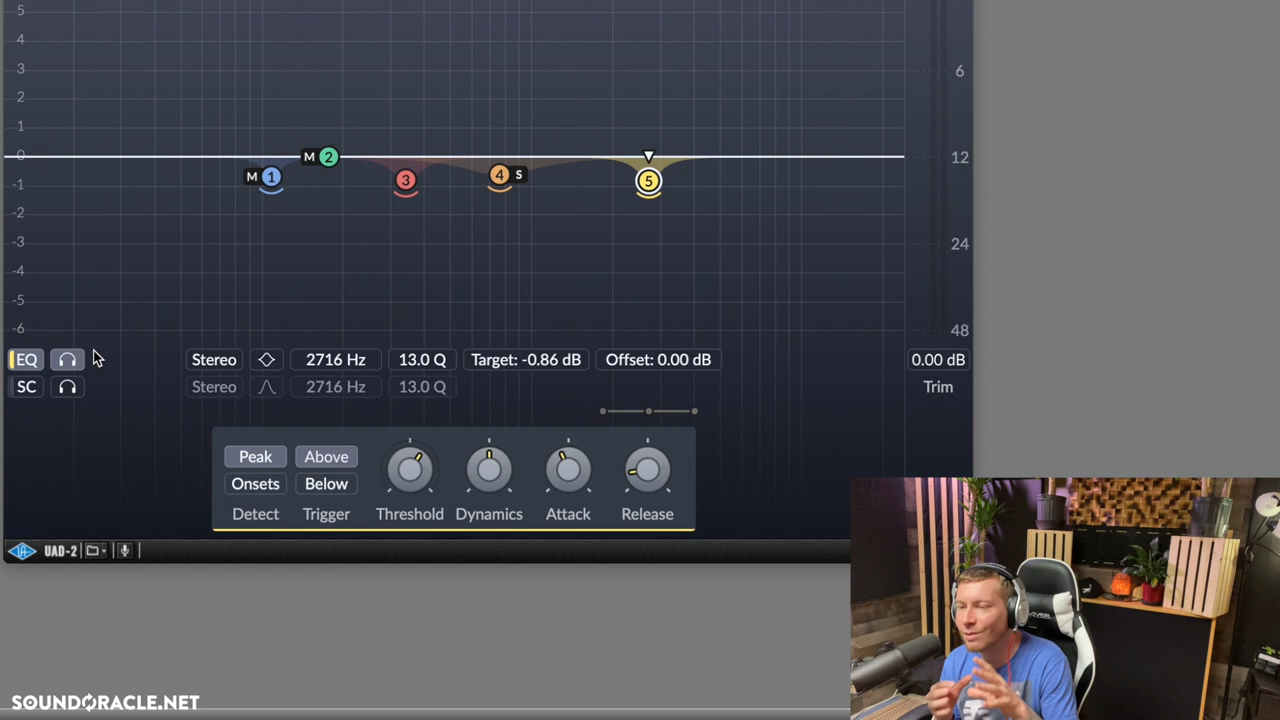 5
4
3
2
1
0
-1
-2
-3
-4
-5
-6
6
12
24
48
M 1
M 2
3
4 S
5
EQ Stereo 2716 Hz 13.0 Q Target: -0.86 dB Offset: 0.00 dB 0.00 dB
SC Stereo 2716 Hz 13.0 Q Trim
Peak Above
Onsets Below
Detect Trigger Threshold Dynamics Attack Release
UAD-2
SOUNDORACLE.NET